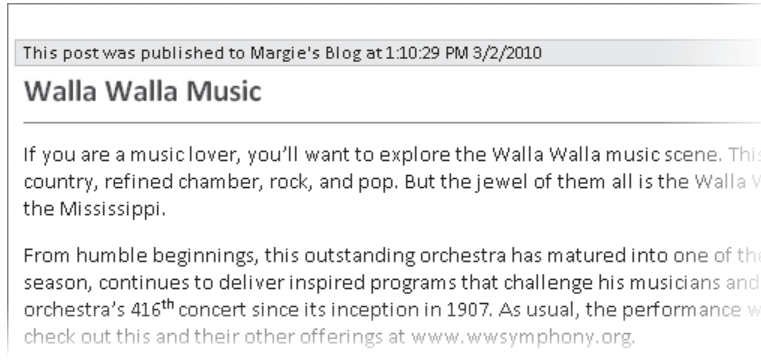 This post was published to Margie's Blog at 1:10:29 PM 3/2/2010
Walla Walla Music
If you are a music lover, you'll want to explore the Walla Walla music scene. This
country, refined chamber, rock, and pop. But the jewel of them all is the Walla
the Mississippi.
From humble beginnings, this outstanding orchestra has matured into one of the
season, continues to deliver inspired programs that challenge his musicians and
orchestra's 416th concert since its inception in 1907. As usual, the performance
check out this and their other offerings at www.wwsymphony.org.